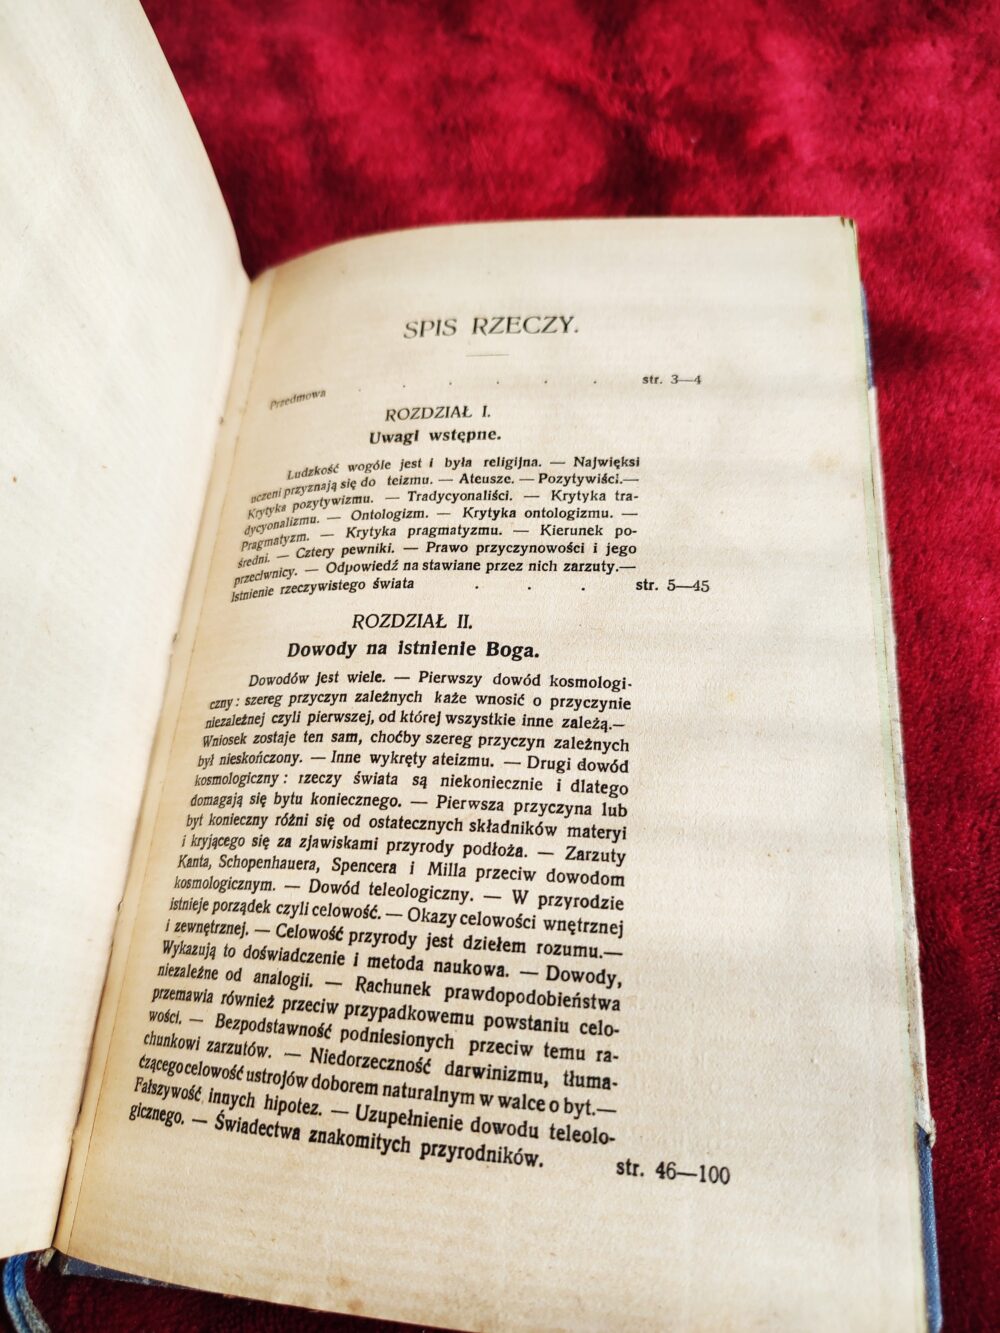 SPIS RZECZY.
Przedmowa . . . . . . str. 3—4
ROZDZIAŁ I.
Uwagi wstępne.
Ludzkość wogóle jest i była religijna. — Najwięksi
uczeni przyznają się do teizmu. — Ateusze. — Pozytywiści.—
Krytyka pozytywizmu. — Tradycyonaliści. — Krytyka tra-
dycyonalizmu. — Ontologizm. — Krytyka ontologizmu. —
Pragmatyzm. — Krytyka pragmatyzmu. — Kierunek po-
średni. — Cztery pewniki. — Prawo przyczynowości i jego
przeciwnicy. — Odpowiedź na stawiane przez nich zarzuty.—
Istnienie rzeczywistego świata . . . str. 5—45
ROZDZIAŁ II.
Dowody na istnienie Boga.
Dowodów jest wiele. — Pierwszy dowód kosmologi-
czny: szereg przyczyn zależnych każe wnosić o przyczynie
niezależnej czyli pierwszej, od której wszystkie inne zależą.—
Wniosek zostaje ten sam, choćby szereg przyczyn zależnych
był nieskończony. — Inne wykręty ateizmu. — Drugi dowód
kosmologiczny: rzeczy świata są niekoniecznie i dlatego
domagają się bytu koniecznego. — Pierwsza przyczyna lub
byt konieczny różni się od ostatecznych składników materyi
i kryjącego się za zjawiskami przyrody podłoża. — Zarzuty
Kanta, Schopenhauera, Spencera i Milla przeciw dowodom
kosmologicznym. — Dowód teleologiczny. — W przyrodzie
istnieje porządek czyli celowość. — Okazy celowości wnętrznej
i zewnętrznej. — Celowość przyrody jest dziełem rozumu.—
Wykazują to doświadczenie i metoda naukowa. — Dowody,
niezależne od analogii. — Rachunek prawdopodobieństwa
przemawia również przeciw przypadkowemu powstaniu celo-
wości. — Bezpodstawność podniesionych przeciw temu ra-
chunkowi zarzutów. — Niedorzeczność darwinizmu, tłuma-
czącego celowość ustrojów doborem naturalnym w walce o byt.—
Fałszywość innych hipotez. — Uzupełnienie dowodu teleolo-
gicznego. — Świadectwa znakomitych przyrodników.
str. 46—100